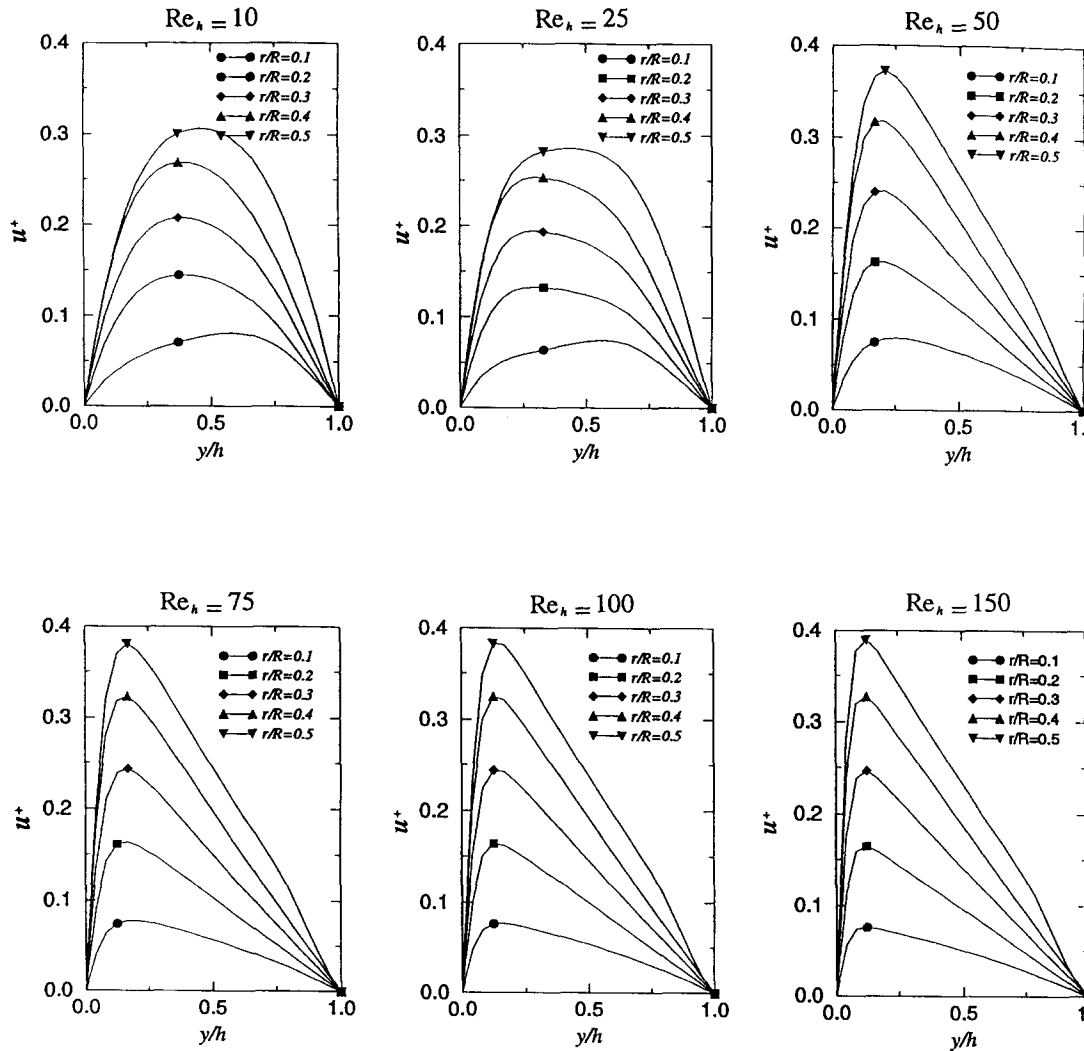 Re_h = 10
0.4
0.3
0.2
0.1
0.0
u+
r/R=0.1
r/R=0.2
r/R=0.3
r/R=0.4
r/R=0.5
0.0
0.5
1.0
y/h
Re_h = 25
0.4
0.3
0.2
0.1
0.0
u+
r/R=0.1
r/R=0.2
r/R=0.3
r/R=0.4
r/R=0.5
0.0
0.5
1.0
y/h
Re_h = 50
0.4
0.3
0.2
0.1
0.0
u+
r/R=0.1
r/R=0.2
r/R=0.3
r/R=0.4
r/R=0.5
0.0
0.5
1.
y/h
Re_h = 75
0.4
0.3
0.2
0.1
0.0
u+
r/R=0.1
r/R=0.2
r/R=0.3
r/R=0.4
r/R=0.5
0.0
0.5
1.0
y/h
Re_h = 100
0.4
0.3
0.2
0.1
0.0
u+
r/R=0.1
r/R=0.2
r/R=0.3
r/R=0.4
r/R=0.5
0.0
0.5
1.0
y/h
Re_h = 150
0.4
0.3
0.2
0.1
0.0
u+
r/R=0.1
r/R=0.2
r/R=0.3
r/R=0.4
r/R=0.5
0.0
0.5
y/h